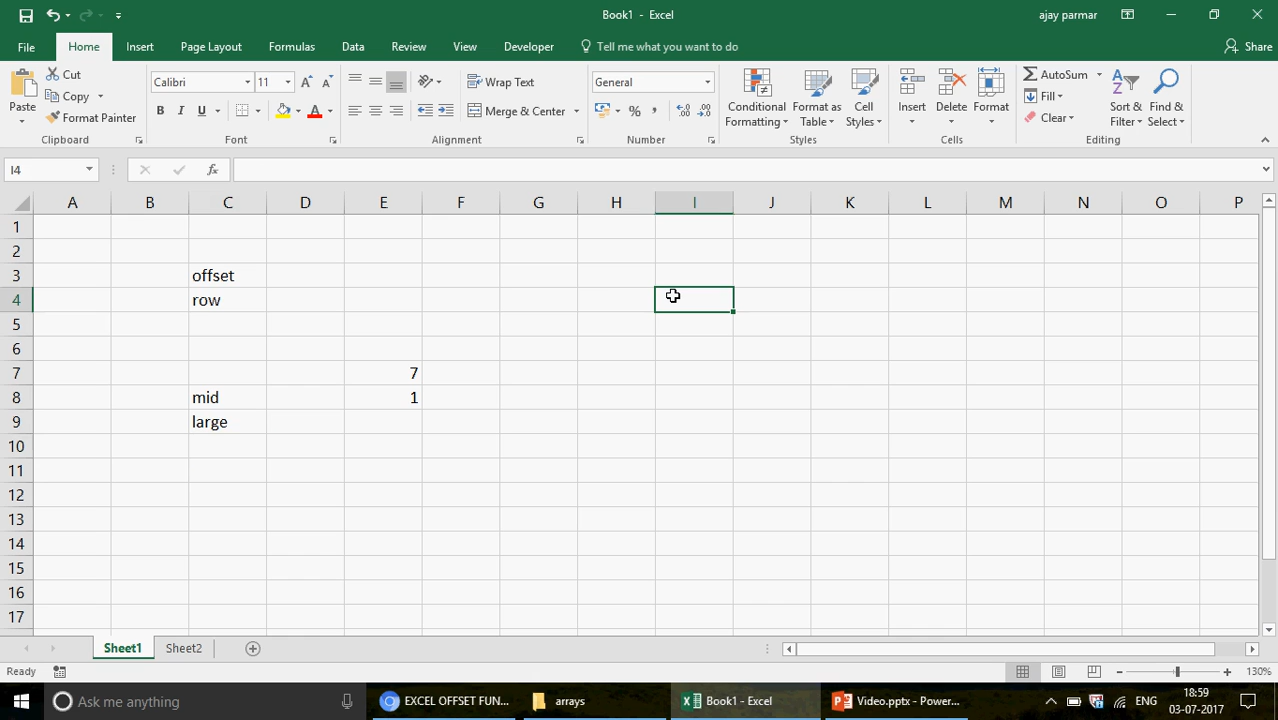 Book1 - Excel
ajay parmar
File Home Insert Page Layout Formulas Data Review View Developer Tell me what you want to do Share
Paste
Cut
Copy
Format Painter
Clipboard
Calibri 11
B I U A
Font
Wrap Text
Merge & Center
Alignment
General
%
Number
Conditional Formatting
Format as Table
Cell Styles
Styles
Insert Delete Format
Cells
AutoSum
Fill
Clear
Sort & Filter
Find & Select
Editing
I4 fx
A B C D E F G H I J K L M N O P
1
2
3 offset
4 row
5
6
7 7
8 mid 1
9 large
10
11
12
13
14
15
16
17
Sheet1 Sheet2
Ready 130%
Ask me anything EXCEL OFFSET FUN... arrays Book1 - Excel Video.pptx - Power... ENG 18:59
03-07-2017